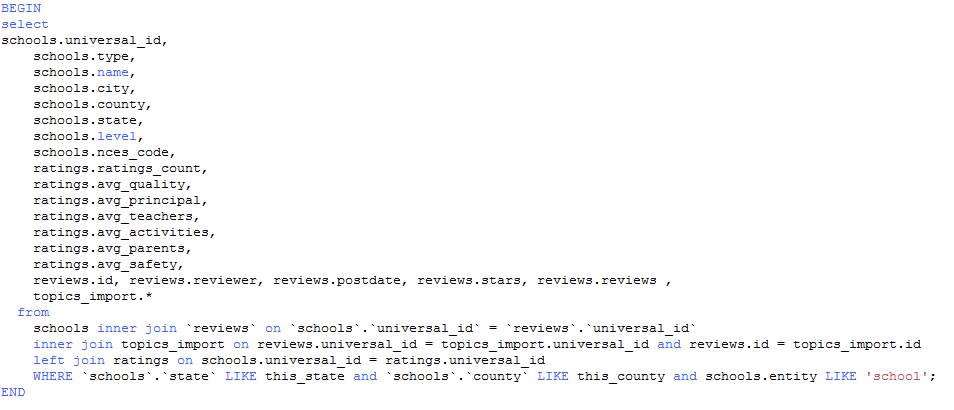 BEGIN
select
schools.universal_id,
schools.type,
schools.name,
schools.city,
schools.county,
schools.state,
schools.level,
schools.nces_code,
ratings.ratings_count,
ratings.avg_quality,
ratings.avg_principal,
ratings.avg_teachers,
ratings.avg_activities,
ratings.avg_parents,
ratings.avg_safety,
reviews.id, reviews.reviewer, reviews.postdate, reviews.stars, reviews.reviews ,
topics_import.*
from
schools inner join `reviews` on `schools`.`universal_id` = `reviews`.`universal_id`
inner join topics_import on reviews.universal_id = topics_import.universal_id and reviews.id = topics_import.id
left join ratings on schools.universal_id = ratings.universal_id
WHERE `schools`.`state` LIKE this_state and `schools`.`county` LIKE this_county and schools.entity LIKE 'school';
END